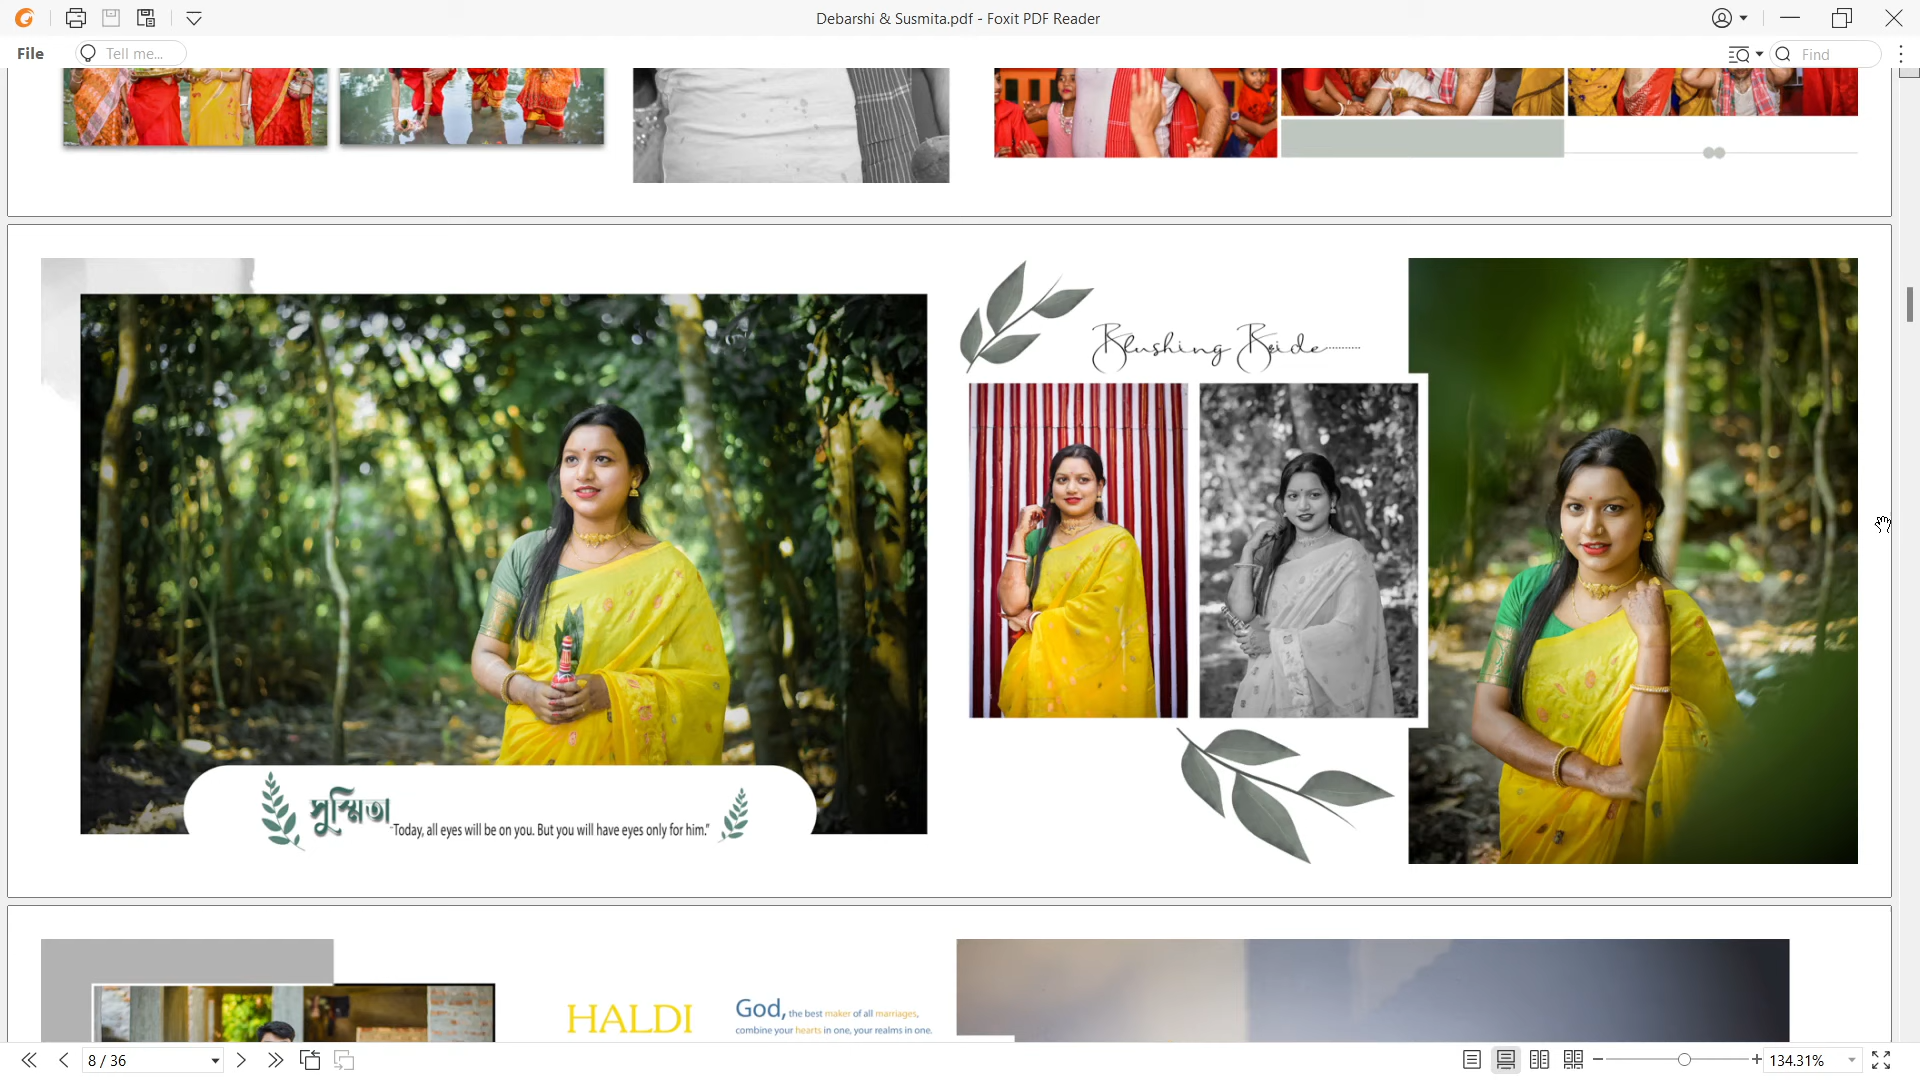 Debarshi & Susmita.pdf - Foxit PDF Reader
File
Tell me...
Find
Blushing Bride
সুস্মিতা
"Today, all eyes will be on you. But you will have eyes only for him."
HALDI
God, the best maker of all marriages,
combine your hearts in one, your realms in one.
8 / 36
134.31%